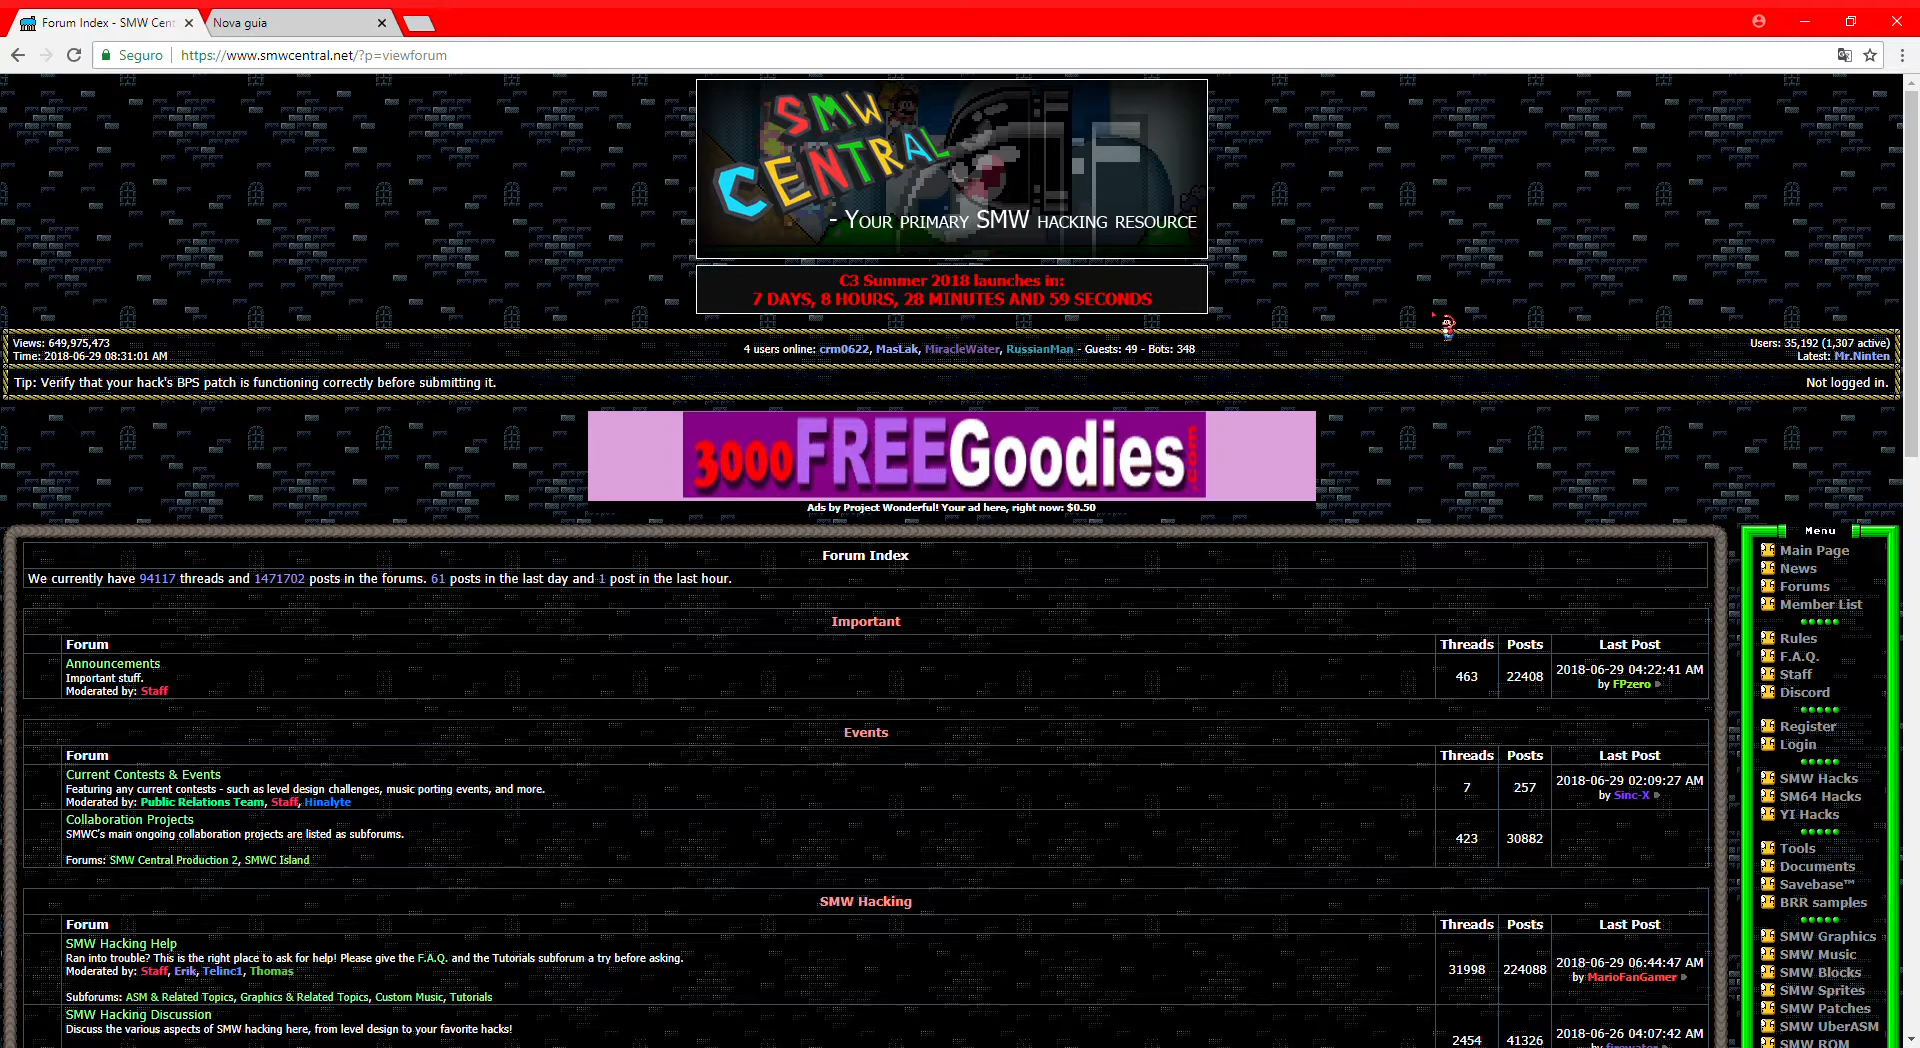 Forum Index - SMW Cent
Nova guia
Seguro
https://www.smwcentral.net/?p=viewforum
SMW
CENTRAL
- Your primary SMW hacking resource
C3 Summer 2018 launches in:
7 DAYS, 8 HOURS, 28 MINUTES AND 59 SECONDS
Views: 649,975,473
Time: 2018-06-29 08:31:01 AM
4 users online: crm0622, MasLak, MiracleWater, RussianMan - Guests: 49 - Bots: 348
Users: 35,192 (1,307 active)
Latest: Mr.Ninten
Tip: Verify that your hack's BPS patch is functioning correctly before submitting it.
Not logged in.
3000FREEGoodies.com
Ads by Project Wonderful! Your ad here, right now: $0.50
Forum Index
We currently have 94117 threads and 1471702 posts in the forums. 61 posts in the last day and 1 post in the last hour.
Important
Forum Threads Posts Last Post
Announcements
Important stuff.
Moderated by: Staff
463 22408 2018-06-29 04:22:41 AM
by FPzero
Events
Forum Threads Posts Last Post
Current Contests & Events
Featuring any current contests - such as level design challenges, music porting events, and more.
Moderated by: Public Relations Team, Staff, Hinalyte
7 257 2018-06-29 02:09:27 AM
by Sinc-X
Collaboration Projects
SMWC's main ongoing collaboration projects are listed as subforums.
Forums: SMW Central Production 2, SMWC Island
423 30882
SMW Hacking
Forum Threads Posts Last Post
SMW Hacking Help
Ran into trouble? This is the right place to ask for help! Please give the F.A.Q. and the Tutorials subforum a try before asking.
Moderated by: Staff, Erik, Telinc1, Thomas
Subforums: ASM & Related Topics, Graphics & Related Topics, Custom Music, Tutorials
31998 224088 2018-06-29 06:44:47 AM
by MarioFanGamer
SMW Hacking Discussion
Discuss the various aspects of SMW hacking here, from level design to your favorite hacks!
2454 41326 2018-06-26 04:07:42 AM
Menu
Main Page
News
Forums
Member List
Rules
F.A.Q.
Staff
Discord
Register
Login
SMW Hacks
SM64 Hacks
YI Hacks
Tools
Documents
Savebase™
BRR samples
SMW Graphics
SMW Music
SMW Blocks
SMW Sprites
SMW Patches
SMW UberASM
SMW ROM